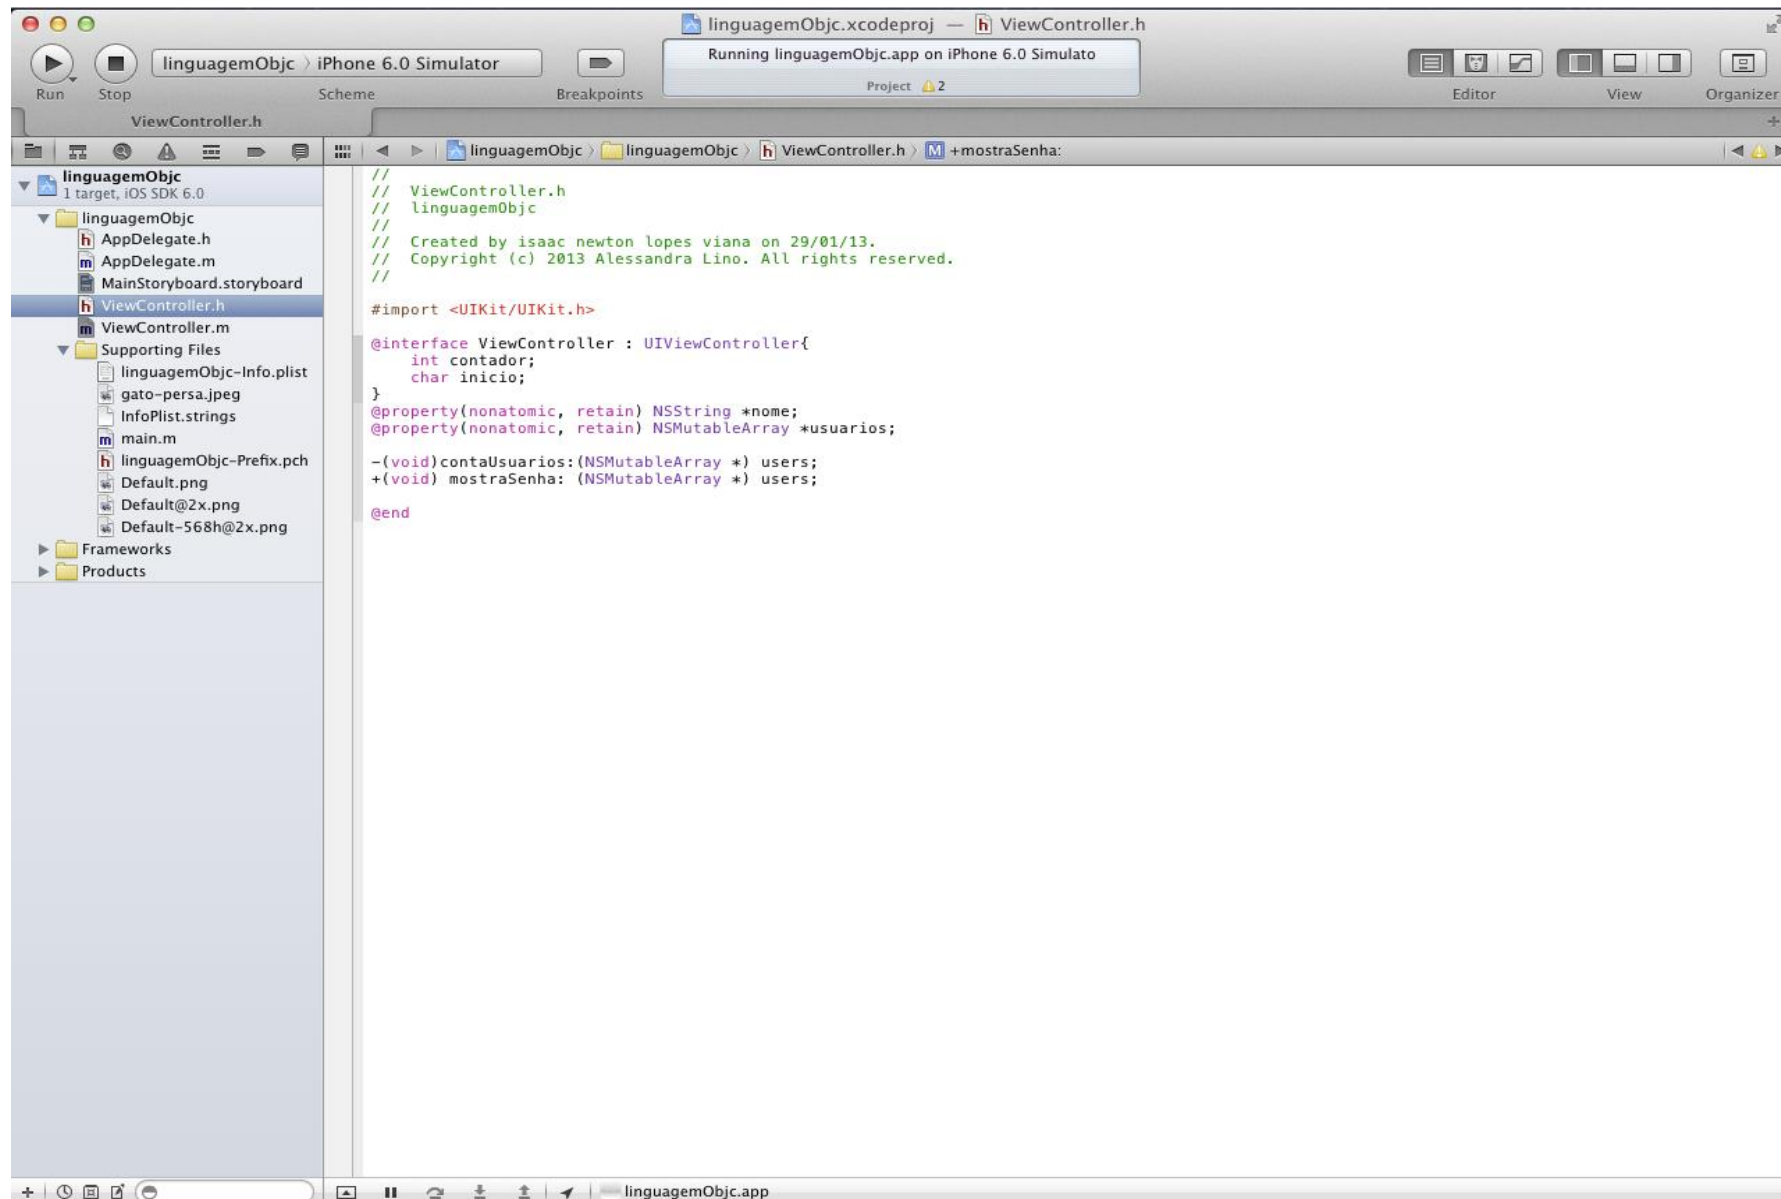 linguagemObjc.xcodeproj — h ViewController.h
linguagemObjc 〉 iPhone 6.0 Simulator
Running linguagemObjc.app on iPhone 6.0 Simulato
Project 2
Run Stop Scheme Breakpoints Editor View Organizer
ViewController.h
linguagemObjc 〉 linguagemObjc 〉 h ViewController.h 〉 M +mostraSenha:
linguagemObjc
1 target, iOS SDK 6.0
linguagemObjc
h AppDelegate.h
m AppDelegate.m
MainStoryboard.storyboard
h ViewController.h
m ViewController.m
Supporting Files
linguagemObjc-Info.plist
gato-persa.jpeg
InfoPlist.strings
m main.m
h linguagemObjc-Prefix.pch
Default.png
Default@2x.png
Default-568h@2x.png
Frameworks
Products
//
// ViewController.h
// linguagemObjc
//
// Created by isaac newton lopes viana on 29/01/13.
// Copyright (c) 2013 Alessandra Lino. All rights reserved.
//
#import <UIKit/UIKit.h>
@interface ViewController : UIViewController{
int contador;
char inicio;
}
@property(nonatomic, retain) NSString *nome;
@property(nonatomic, retain) NSMutableArray *usuarios;
-(void)contaUsuarios:(NSMutableArray *) users;
+(void) mostraSenha: (NSMutableArray *) users;
@end
linguagemObjc.app